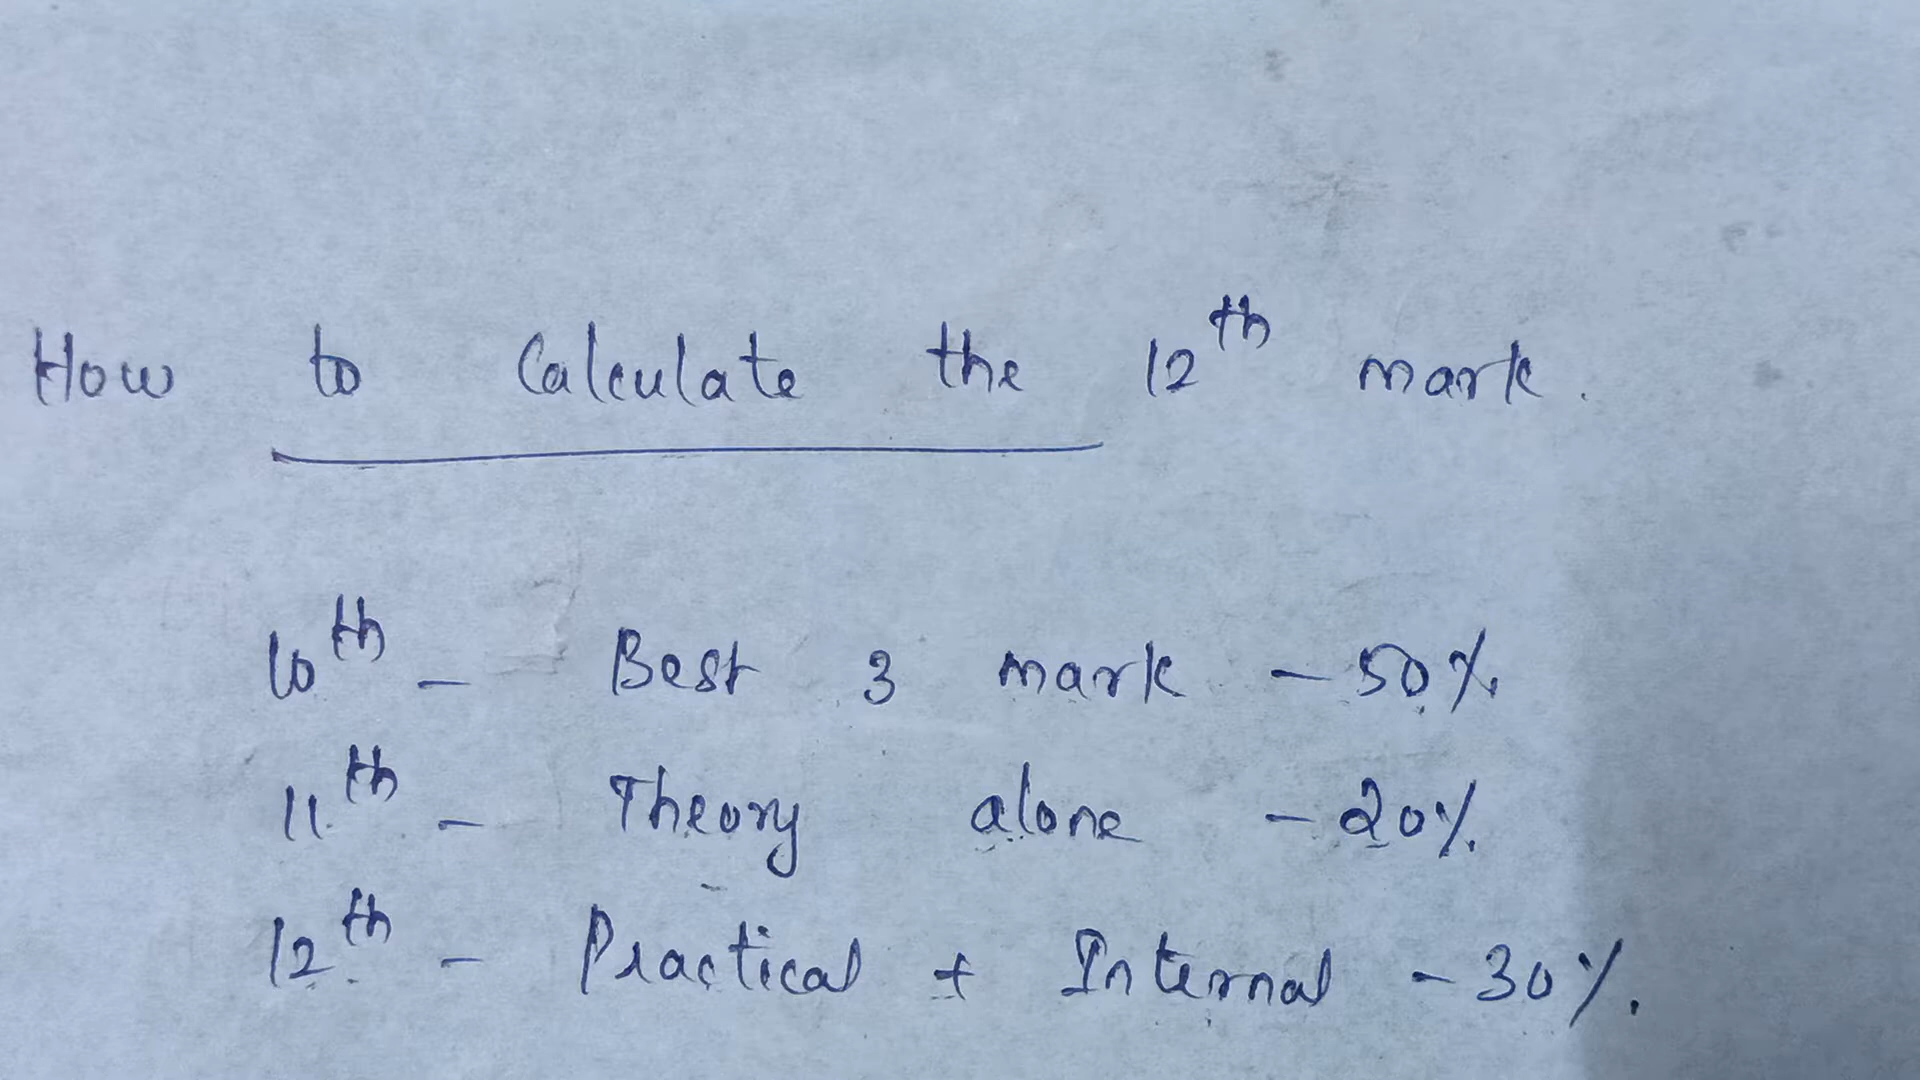 How to Calculate the 12th mark.
10th - Best 3 mark - 50%
11th - Theory alone - 20%
12th - Practical + Internal - 30%.